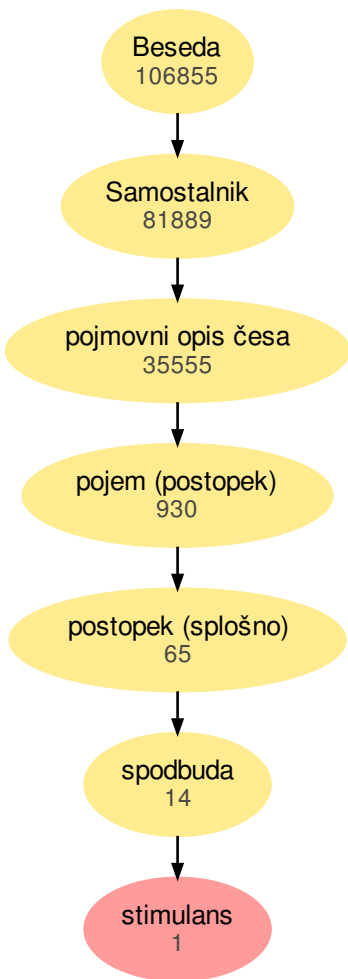 Beseda
106855
Samostalnik
81889
pojmovni opis česa
35555
pojem (postopek)
930
postopek (splošno)
65
spodbuda
14
stimulans
1